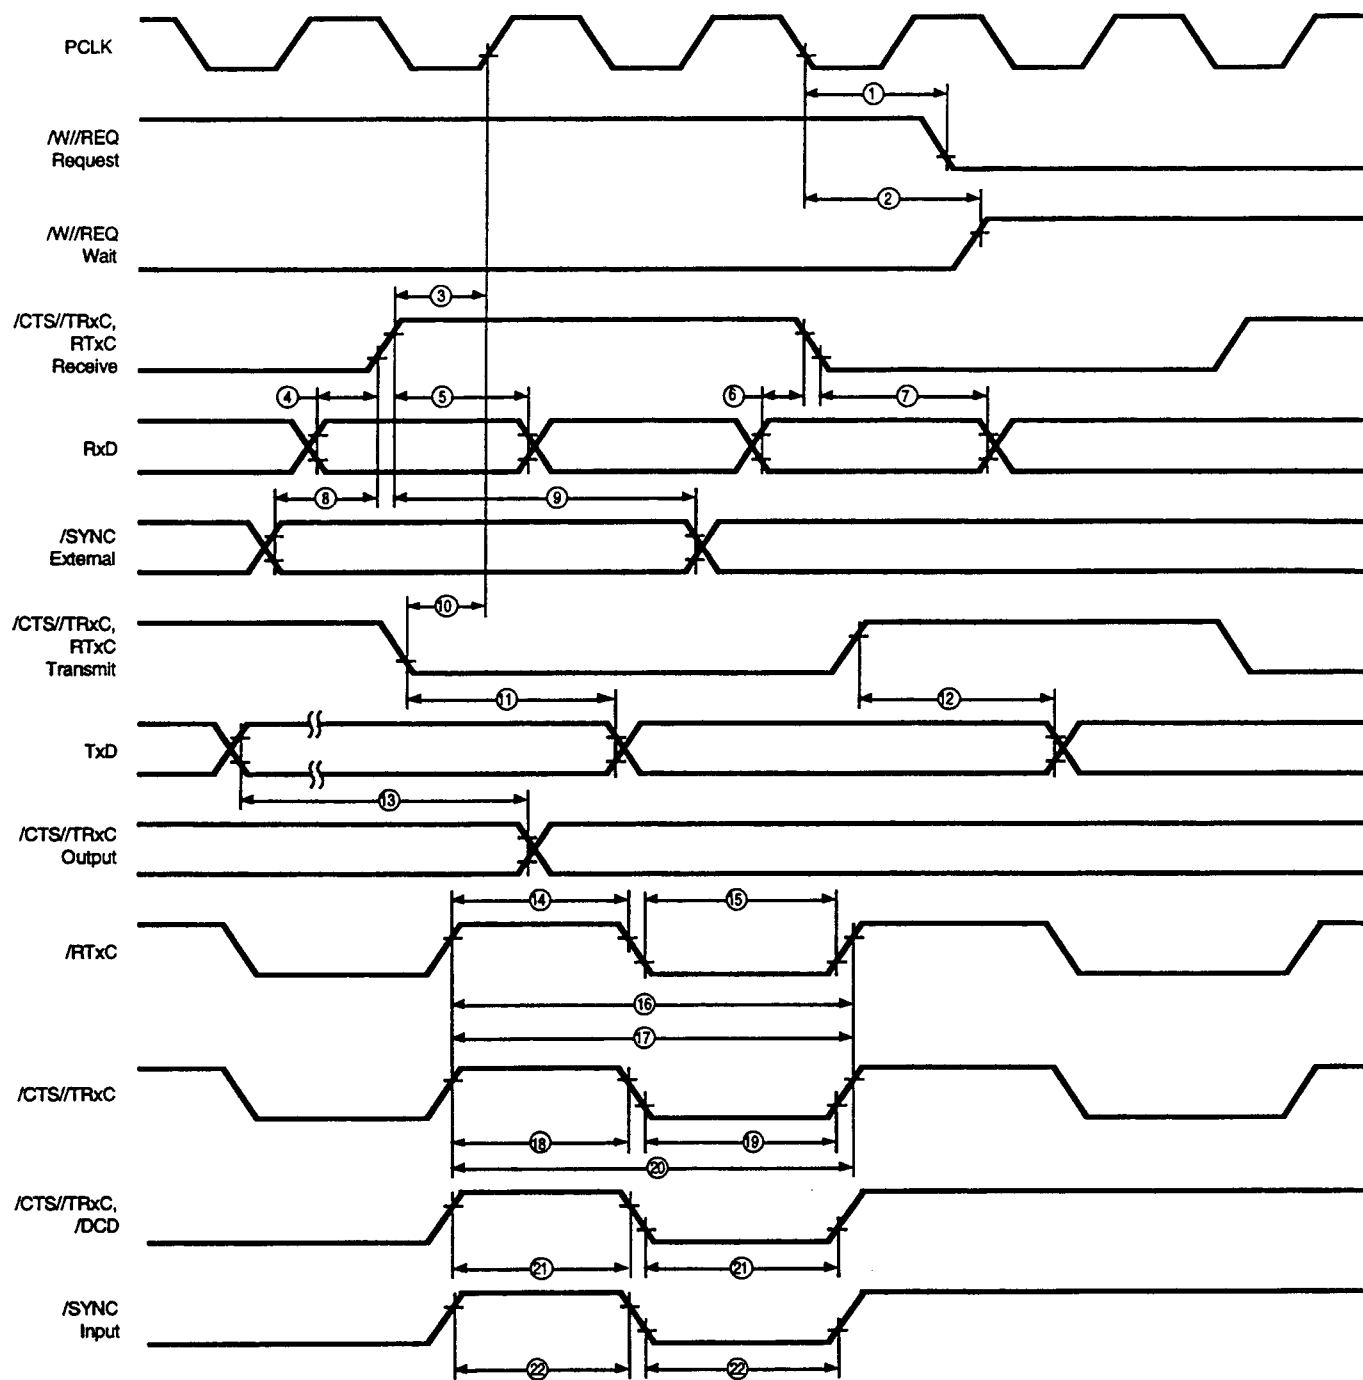 PCLK
1
/W//REQ
Request
2
/W//REQ
Wait
3
/CTS//TRxC,
RTxC
Receive
4
5
6
7
RxD
8
9
/SYNC
External
10
/CTS//TRxC,
RTxC
Transmit
11
12
TxD
13
/CTS//TRxC
Output
14
15
/RTxC
16
17
/CTS//TRxC
18
19
20
/CTS//TRxC,
/DCD
21
21
/SYNC
Input
22
22